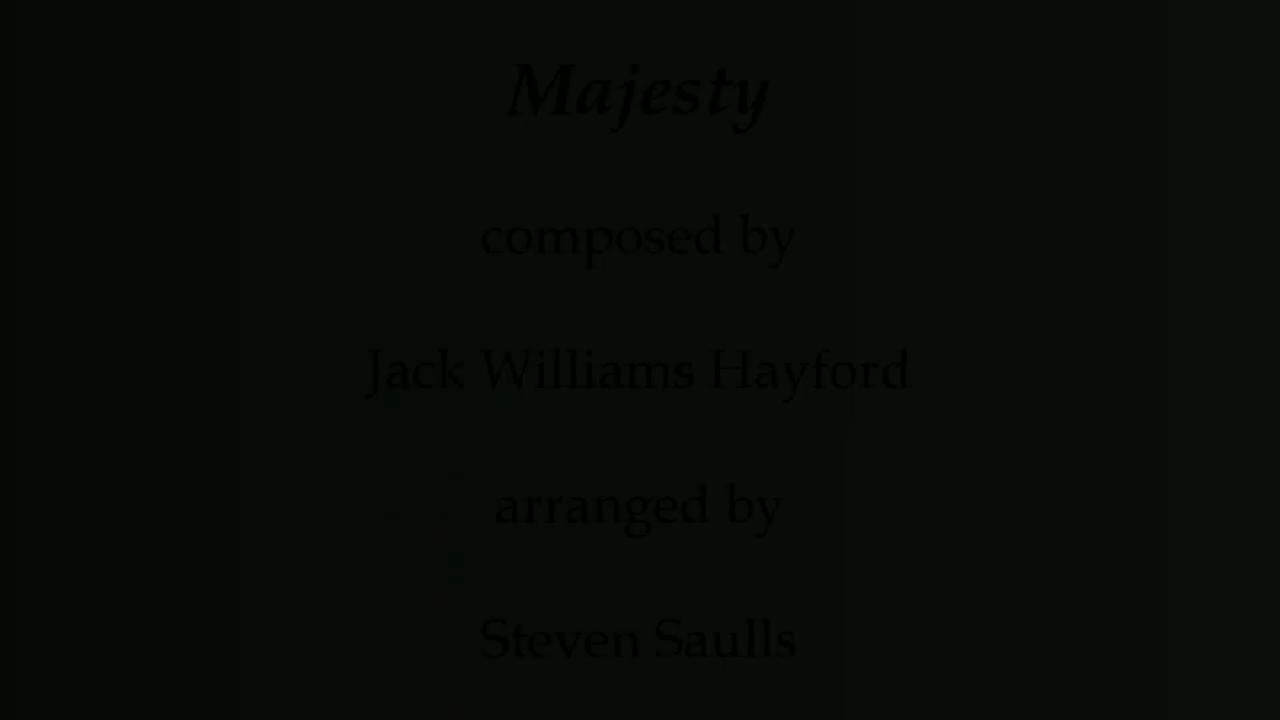 Majesty
composed by
Jack Williams Hayford
arranged by
Steven Saulls